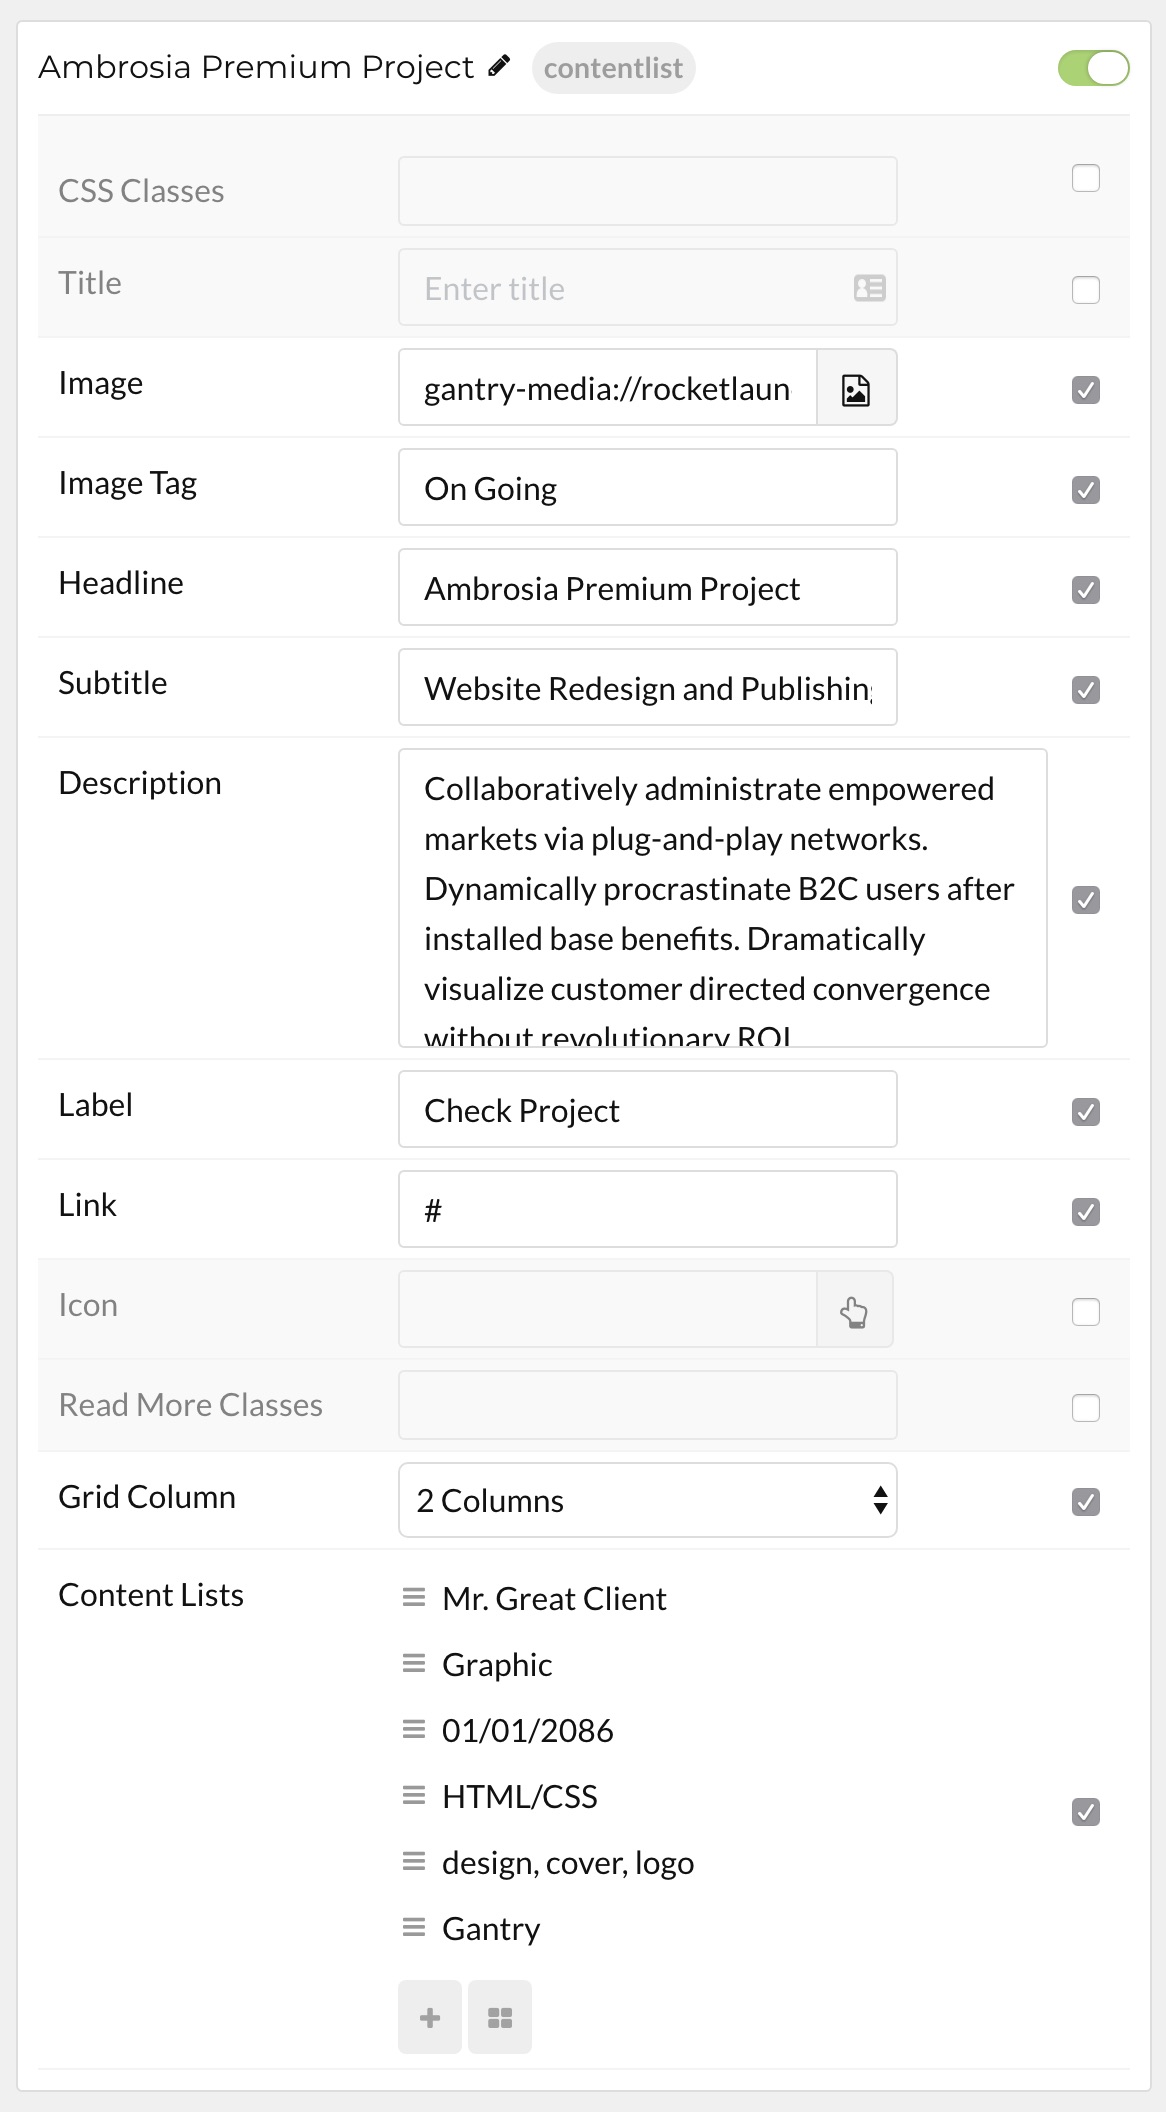 Ambrosia Premium Project contentlist
CSS Classes
Title Enter title
Image gantry-media://rocketlaun
Image Tag On Going
Headline Ambrosia Premium Project
Subtitle Website Redesign and Publishing
Description Collaboratively administrate empowered
markets via plug-and-play networks.
Dynamically procrastinate B2C users after
installed base benefits. Dramatically
visualize customer directed convergence
without revolutionary ROI
Label Check Project
Link #
Icon
Read More Classes
Grid Column 2 Columns
Content Lists Mr. Great Client
Graphic
01/01/2086
HTML/CSS
design, cover, logo
Gantry